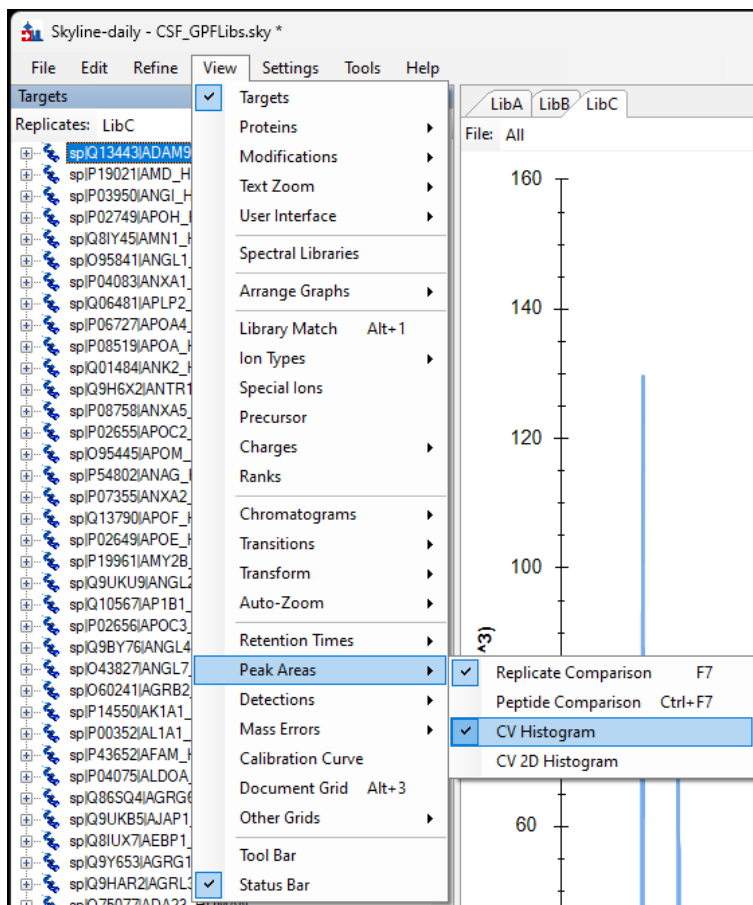 Skyline-daily - CSF_GPFLibs.sky *
File Edit Refine View Settings Tools Help
Targets
Replicates: LibC
sp|Q13443|ADAM9
sp|P19021|AMD_H
sp|P03950|ANGI_H
sp|P02749|APOH_
sp|Q8IY45|AMN1_
sp|O95841|ANGL1_
sp|P04083|ANXA1_
sp|Q06481|APLP2_
sp|P06727|APOA4_
sp|P08519|APOA_H
sp|Q01484|ANK2_H
sp|Q9H6X2|ANTR1
sp|P08758|ANXA5_
sp|P02655|APOC2_
sp|O95445|APOM_
sp|P54802|ANAG_H
sp|P07355|ANXA2_
sp|Q13790|APOF_H
sp|P02649|APOE_H
sp|P19961|AMY2B_
sp|Q9UKU9|ANGL2
sp|Q10567|AP1B1_
sp|P02656|APOC3_
sp|Q9BY76|ANGL4
sp|O43827|ANGL7_
sp|O60241|AGRB2_
sp|P14550|AK1A1_
sp|P00352|AL1A1_
sp|P43652|AFAM_H
sp|P04075|ALDOA_
sp|Q86SQ4|AGRG6
sp|Q9UKB5|AJAP1_
sp|Q8IUX7|AEBP1_
sp|Q9Y653|AGRG1
sp|Q9HAR2|AGRL3
Targets
Proteins
Modifications
Text Zoom
User Interface
Spectral Libraries
Arrange Graphs
Library Match Alt+1
Ion Types
Special Ions
Precursor
Charges
Ranks
Chromatograms
Transitions
Transform
Auto-Zoom
Retention Times
Peak Areas
Detections
Mass Errors
Calibration Curve
Document Grid Alt+3
Other Grids
Tool Bar
Status Bar
Replicate Comparison F7
Peptide Comparison Ctrl+F7
CV Histogram
CV 2D Histogram
LibA LibB LibC
File: All
160
140
120
100
^3)
60